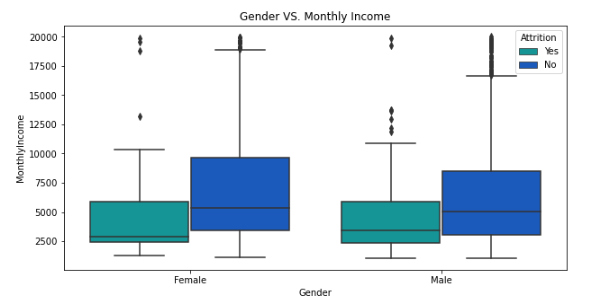 Gender VS. Monthly Income
20000
17500
15000
12500
10000
7500
5000
2500
MonthlyIncome
Attrition
Yes
No
Female
Male
Gender